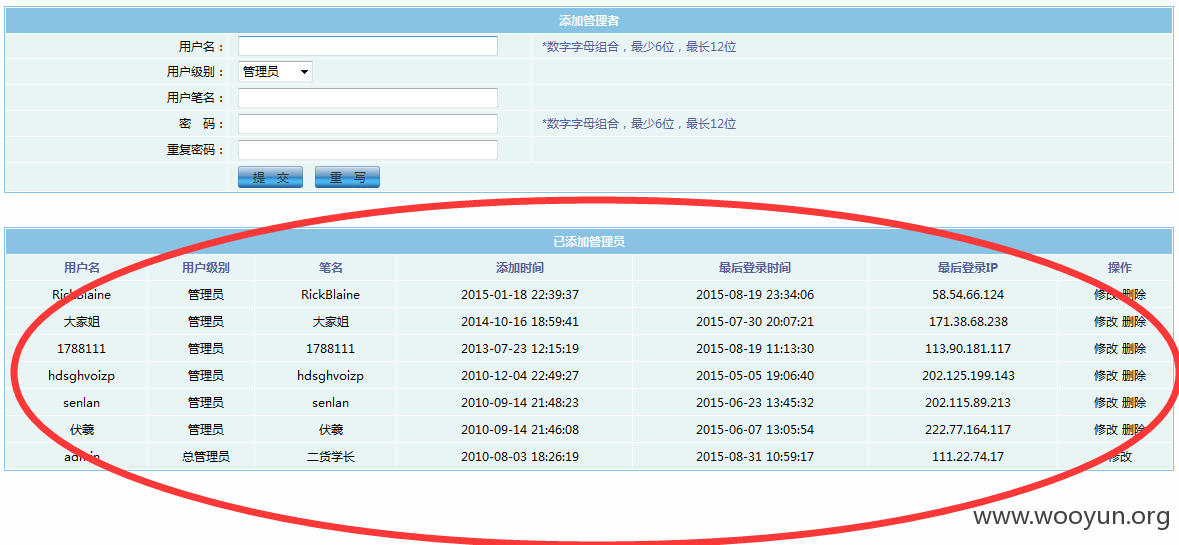 添加管理者
用户名： *数字字母组合，最少6位，最长12位
用户级别： 管理员
用户笔名：
密 码： *数字字母组合，最少6位，最长12位
重复密码：
提 交 重 写
已添加管理员
用户名 用户级别 笔名 添加时间 最后登录时间 最后登录IP 操作
RickBlaine 管理员 RickBlaine 2015-01-18 22:39:37 2015-08-19 23:34:06 58.54.66.124 修改 删除
大家姐 管理员 大家姐 2014-10-16 18:59:41 2015-07-30 20:07:21 171.38.68.238 修改 删除
1788111 管理员 1788111 2013-07-23 12:15:19 2015-08-19 11:13:30 113.90.181.117 修改 删除
hdsghvoizp 管理员 hdsghvoizp 2010-12-04 22:49:27 2015-05-05 19:06:40 202.125.199.143 修改 删除
senlan 管理员 senlan 2010-09-14 21:48:23 2015-06-23 13:45:32 202.115.89.213 修改 删除
伏羲 管理员 伏羲 2010-09-14 21:46:08 2015-06-07 13:05:54 222.77.164.117 修改 删除
admin 总管理员 二货学长 2010-08-03 18:26:19 2015-08-31 10:59:17 111.22.74.17 修改
www.wooyun.org